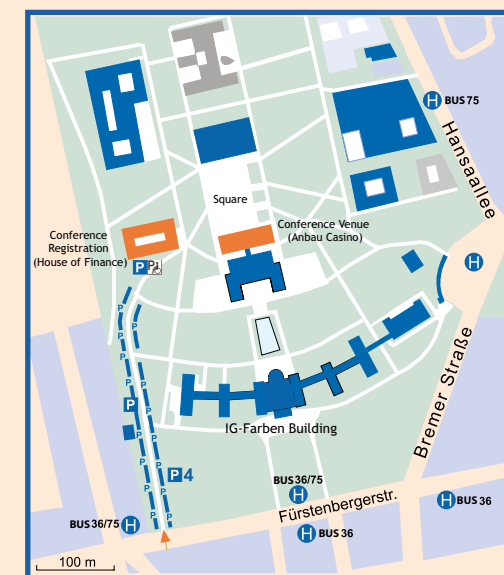 H BUS 75
Hansaallee
Square
Conference
Registration
(House of Finance)
Conference Venue
(Anbau Casino)
P
H
P
Bremer Straße
IG-Farben Building
P 4
BUS 36/75
H
Fürstenbergerstr.
H BUS 36
BUS 36/75 H
H BUS 36
100 m